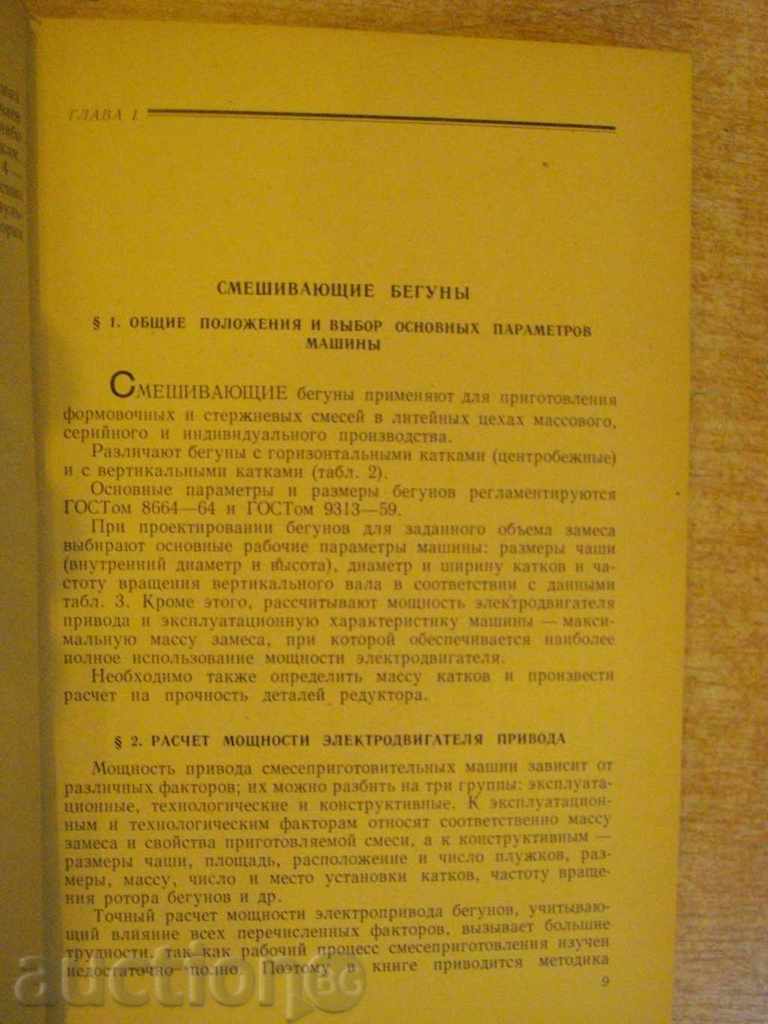 ГЛАВА I
СМЕШИВАЮЩИЕ БЕГУНЫ
§ 1. ОБЩИЕ ПОЛОЖЕНИЯ И ВЫБОР ОСНОВНЫХ ПАРАМЕТРОВ
МАШИНЫ
СМЕШИВАЮЩИЕ бегуны применяют для приготовления
формовочных и стержневых смесей в литейных цехах массового,
серийного и индивидуального производства.
Различают бегуны с горизонтальными катками (центробежные)
и с вертикальными катками (табл. 2).
Основные параметры и размеры бегунов регламентируются
ГОСТом 8664—64 и ГОСТом 9313—59.
При проектировании бегунов для заданного объема замеса
выбирают основные рабочие параметры машины: размеры чаши
(внутренний диаметр и высота), диаметр и ширину катков и ча-
стоту вращения вертикального вала в соответствии с данными
табл. 3. Кроме этого, рассчитывают мощность электродвигателя
привода и эксплуатационную характеристику машины — макси-
мальную массу замеса, при которой обеспечивается наиболее
полное использование мощности электродвигателя.
Необходимо также определить массу катков и произвести
расчет на прочность деталей редуктора.
§ 2. РАСЧЕТ МОЩНОСТИ ЭЛЕКТРОДВИГАТЕЛЯ ПРИВОДА
Мощность привода смесеприготовительных машин зависит от
различных факторов; их можно разбить на три группы: эксплуата-
ционные, технологические и конструктивные. К эксплуатацион-
ным и технологическим факторам относят соответственно массу
замеса и свойства приготовляемой смеси, а к конструктивным —
размеры чаши, площадь, расположение и число плужков, раз-
меры, массу, число и место установки катков, частоту враще-
ния ротора бегунов и др.
Точный расчет мощности электропривода бегунов, учитываю-
щий влияние всех перечисленных факторов, вызывает большие
трудности, так как рабочий процесс смесеприготовления изучен
недостаточно полно. Поэтому в книге приводится методика
9
auctionBG